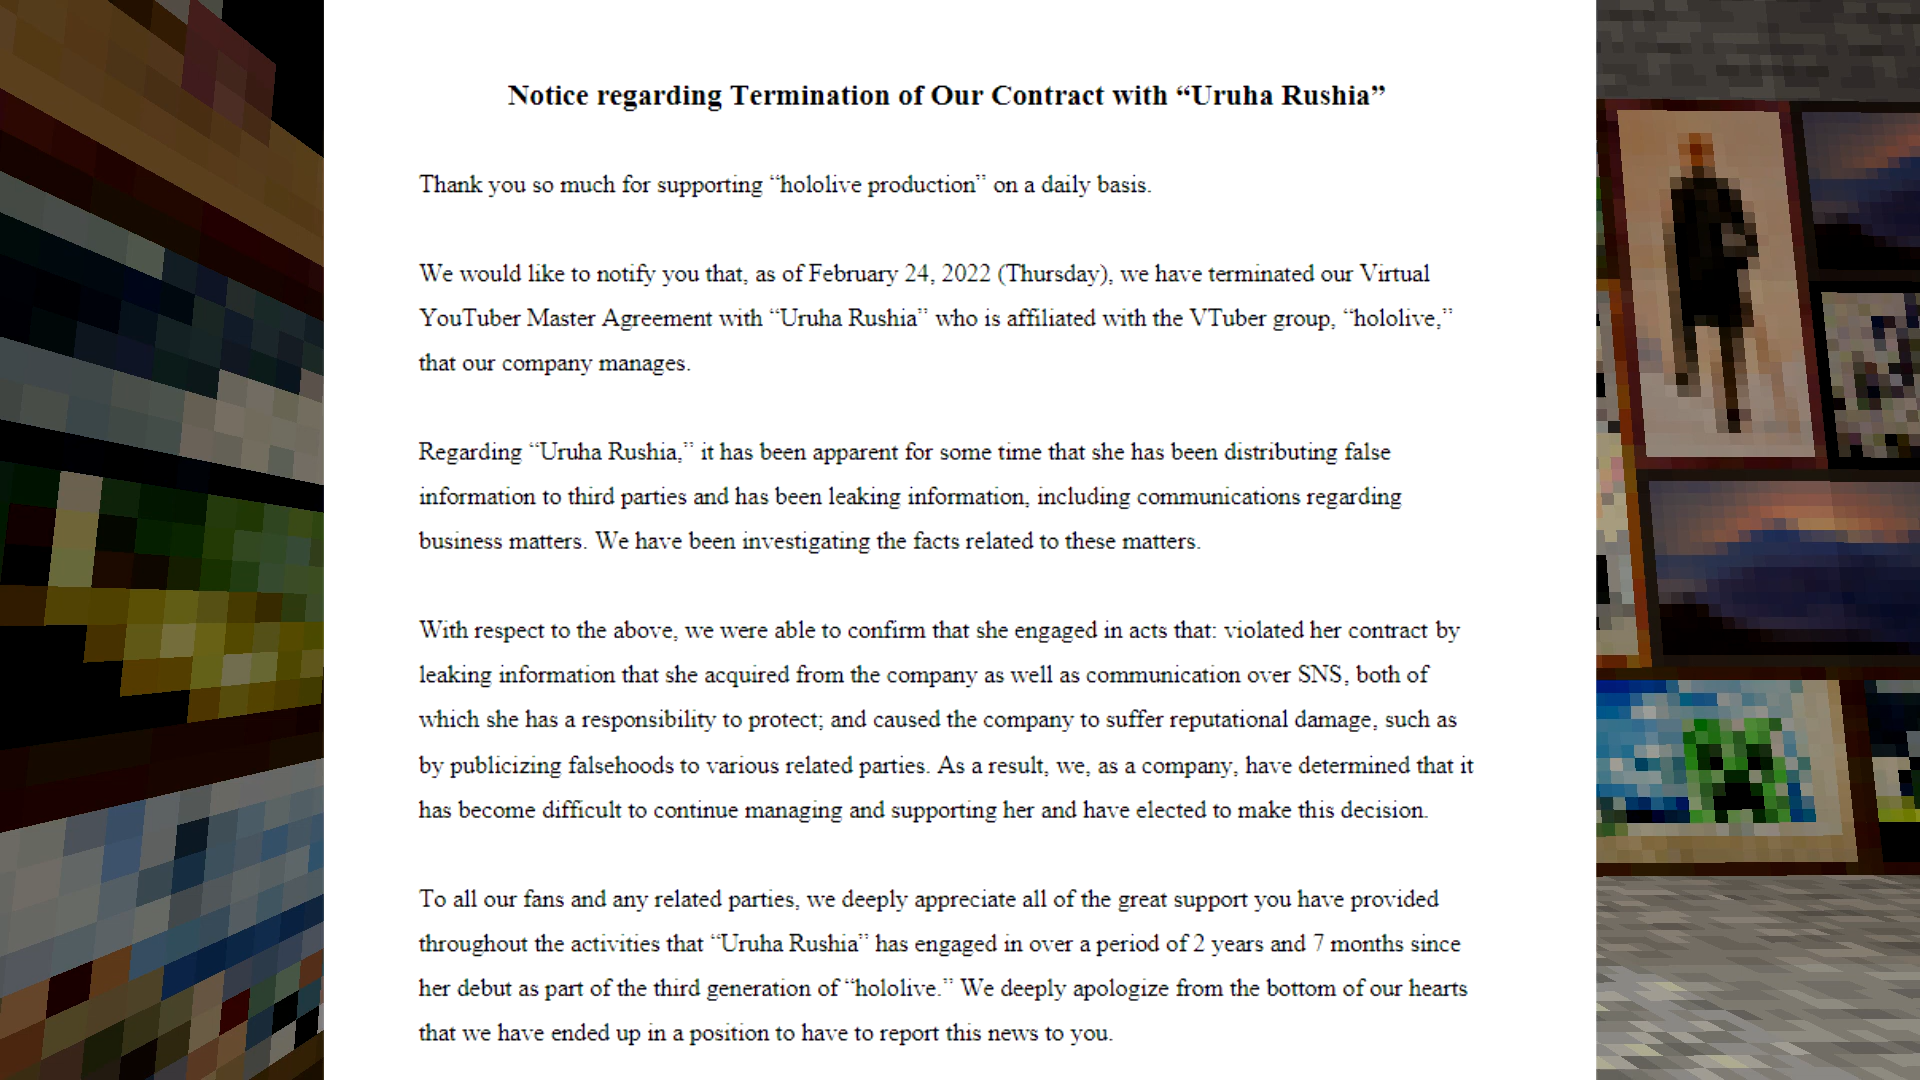 Notice regarding Termination of Our Contract with “Uruha Rushia”
Thank you so much for supporting “hololive production” on a daily basis.
We would like to notify you that, as of February 24, 2022 (Thursday), we have terminated our Virtual
YouTuber Master Agreement with “Uruha Rushia” who is affiliated with the VTuber group, “hololive,”
that our company manages.
Regarding “Uruha Rushia,” it has been apparent for some time that she has been distributing false
information to third parties and has been leaking information, including communications regarding
business matters. We have been investigating the facts related to these matters.
With respect to the above, we were able to confirm that she engaged in acts that: violated her contract by
leaking information that she acquired from the company as well as communication over SNS, both of
which she has a responsibility to protect; and caused the company to suffer reputational damage, such as
by publicizing falsehoods to various related parties. As a result, we, as a company, have determined that it
has become difficult to continue managing and supporting her and have elected to make this decision.
To all our fans and any related parties, we deeply appreciate all of the great support you have provided
throughout the activities that “Uruha Rushia” has engaged in over a period of 2 years and 7 months since
her debut as part of the third generation of “hololive.” We deeply apologize from the bottom of our hearts
that we have ended up in a position to have to report this news to you.